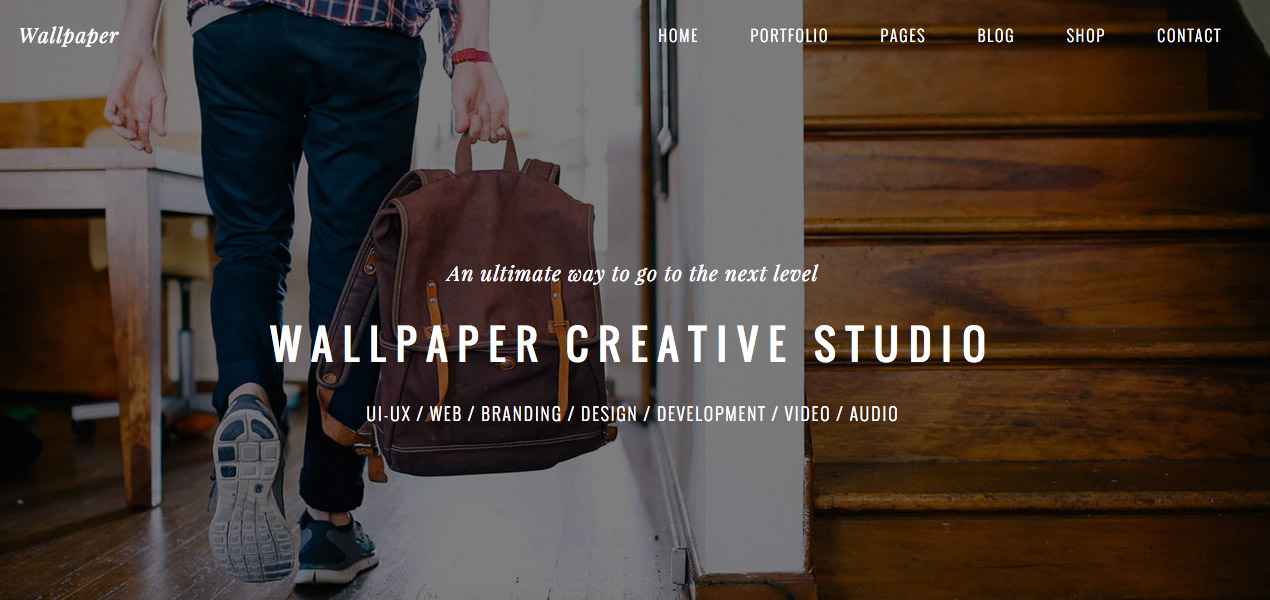 Wallpaper
HOME PORTFOLIO PAGES BLOG SHOP CONTACT
An ultimate way to go to the next level
WALLPAPER CREATIVE STUDIO
UI-UX / WEB / BRANDING / DESIGN / DEVELOPMENT / VIDEO / AUDIO